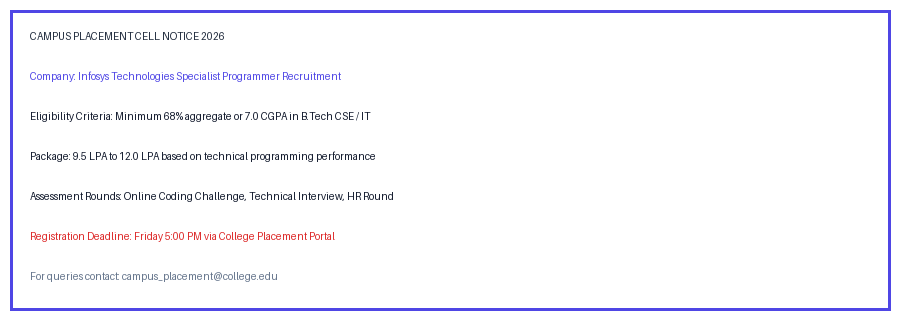 CAMPUS PLACEMENT CELL NOTICE 2026
Company: Infosys Technologies Specialist Programmer Recruitment
Eligibility Criteria: Minimum 68% aggregate or 7.0 CGPA in B.Tech CSE / IT
Package: 9.5 LPA to 12.0 LPA based on technical programming performance
Assessment Rounds: Online Coding Challenge, Technical Interview, HR Round
Registration Deadline: Friday 5:00 PM via College Placement Portal
For queries contact: campus_placement@college.edu